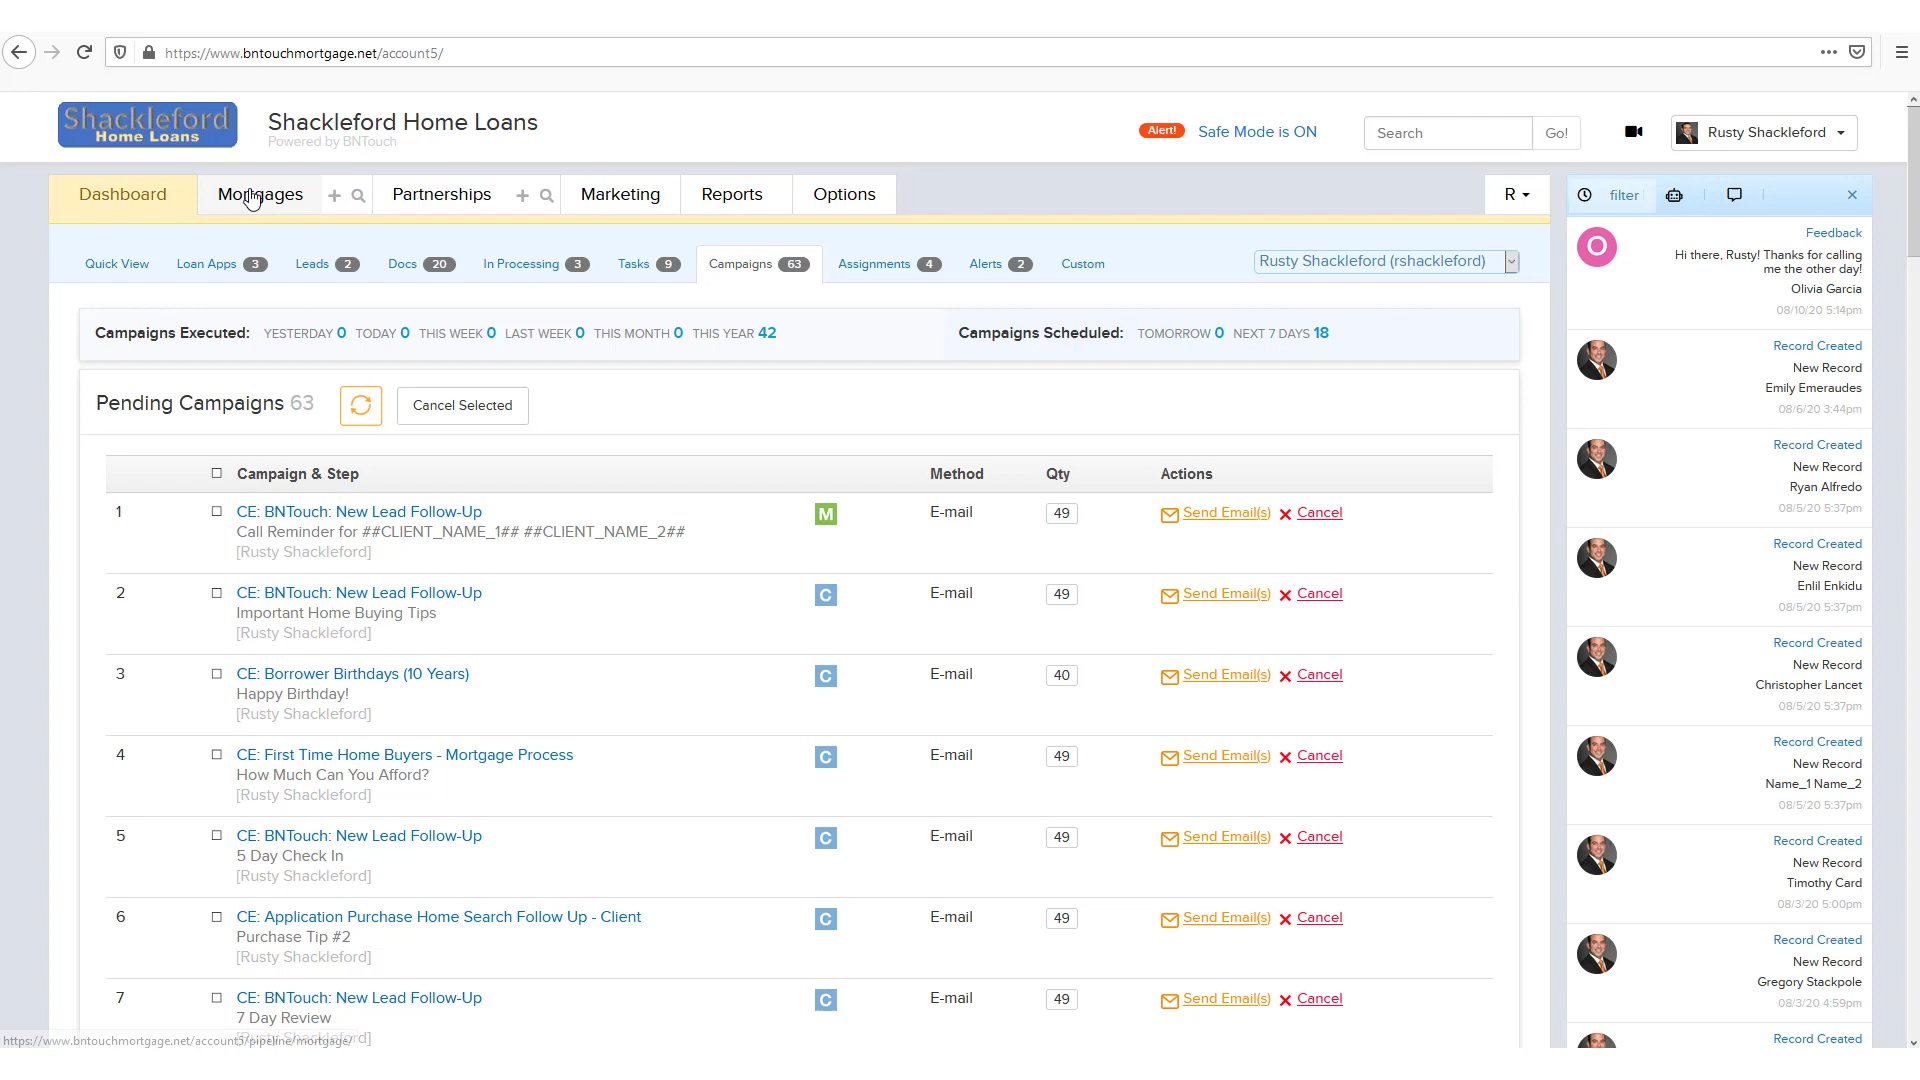 https://www.bntouchmortgage.net/account5/
Shackleford
Home Loans
Shackleford Home Loans
Powered by BNTouch
Alert! Safe Mode is ON
Search Go!
Rusty Shackleford
Dashboard Mortgages Partnerships Marketing Reports Options R
filter
Quick View Loan Apps 3 Leads 2 Docs 20 In Processing 3 Tasks 9 Campaigns 63 Assignments 4 Alerts 2 Custom
Rusty Shackleford (rshackleford)
Campaigns Executed: YESTERDAY 0 TODAY 0 THIS WEEK 0 LAST WEEK 0 THIS MONTH 0 THIS YEAR 42
Campaigns Scheduled: TOMORROW 0 NEXT 7 DAYS 18
Pending Campaigns 63 Cancel Selected
Campaign & Step Method Qty Actions
1 CE: BNTouch: New Lead Follow-Up M E-mail 49 Send Email(s) Cancel
Call Reminder for ##CLIENT_NAME_1## ##CLIENT_NAME_2##
[Rusty Shackleford]
2 CE: BNTouch: New Lead Follow-Up C E-mail 49 Send Email(s) Cancel
Important Home Buying Tips
[Rusty Shackleford]
3 CE: Borrower Birthdays (10 Years) C E-mail 40 Send Email(s) Cancel
Happy Birthday!
[Rusty Shackleford]
4 CE: First Time Home Buyers - Mortgage Process C E-mail 49 Send Email(s) Cancel
How Much Can You Afford?
[Rusty Shackleford]
5 CE: BNTouch: New Lead Follow-Up C E-mail 49 Send Email(s) Cancel
5 Day Check In
[Rusty Shackleford]
6 CE: Application Purchase Home Search Follow Up - Client C E-mail 49 Send Email(s) Cancel
Purchase Tip #2
[Rusty Shackleford]
7 CE: BNTouch: New Lead Follow-Up C E-mail 49 Send Email(s) Cancel
7 Day Review
[Rusty Shackleford]
https://www.bntouchmortgage.net/account5/pipeline/mortgage/
O
Feedback
Hi there, Rusty! Thanks for calling
me the other day!
Olivia Garcia
08/10/20 5:14pm
Record Created
New Record
Emily Emeraudes
08/6/20 3:44pm
Record Created
New Record
Ryan Alfredo
08/5/20 5:37pm
Record Created
New Record
Enlil Enkidu
08/5/20 5:37pm
Record Created
New Record
Christopher Lancet
08/5/20 5:37pm
Record Created
New Record
Name_1 Name_2
08/5/20 5:37pm
Record Created
New Record
Timothy Card
08/3/20 5:00pm
Record Created
New Record
Gregory Stackpole
08/3/20 4:59pm
Record Created